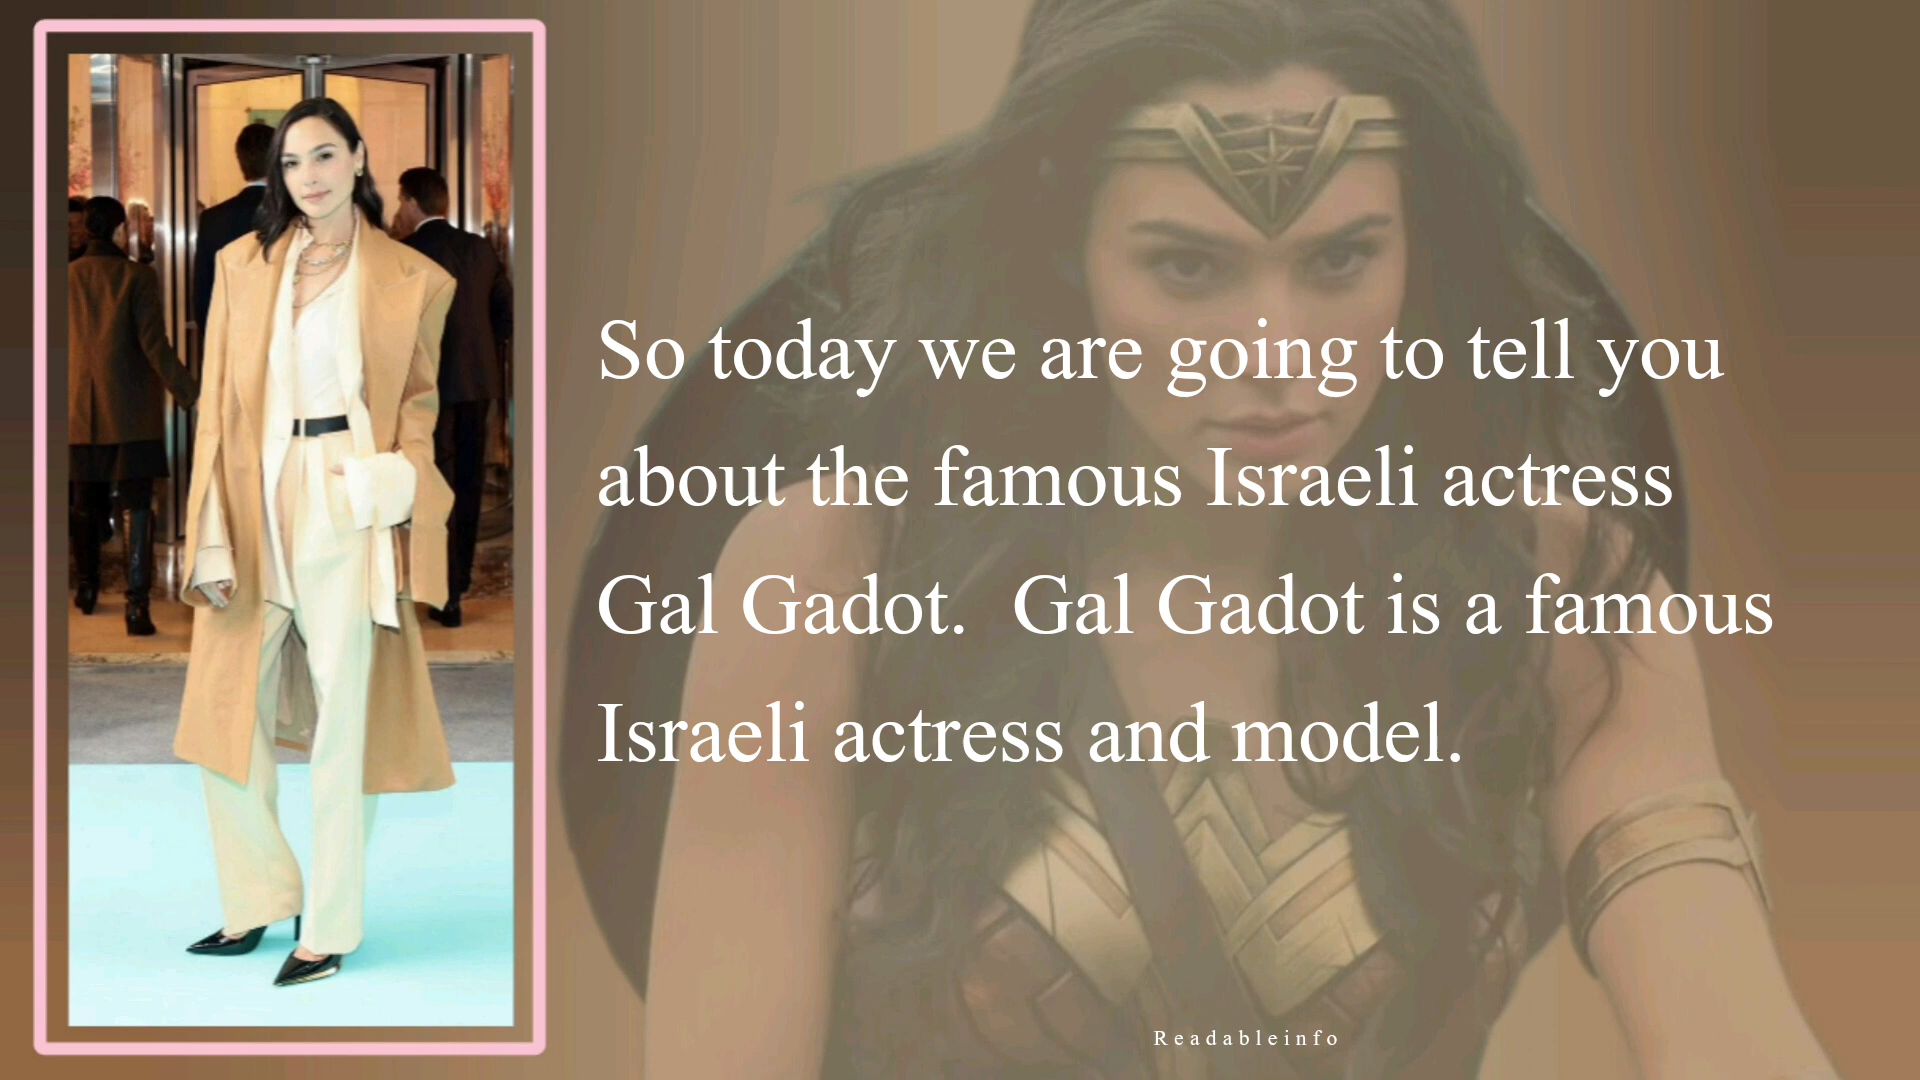 So today we are going to tell you
about the famous Israeli actress
Gal Gadot.  Gal Gadot is a famous
Israeli actress and model.
Readableinfo